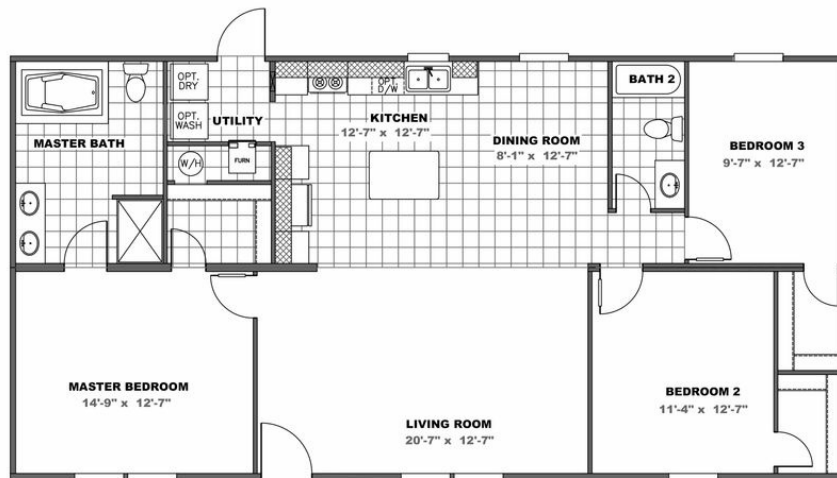 OPT.
DRY
OPT.
WASH
UTILITY
W/H
FURN
MASTER BATH
OPT.
D/W
KITCHEN
12'-7" x 12'-7"
DINING ROOM
8'-1" x 12'-7"
BATH 2
BEDROOM 3
9'-7" x 12'-7"
MASTER BEDROOM
14'-9" x 12'-7"
LIVING ROOM
20'-7" x 12'-7"
BEDROOM 2
11'-4" x 12'-7"